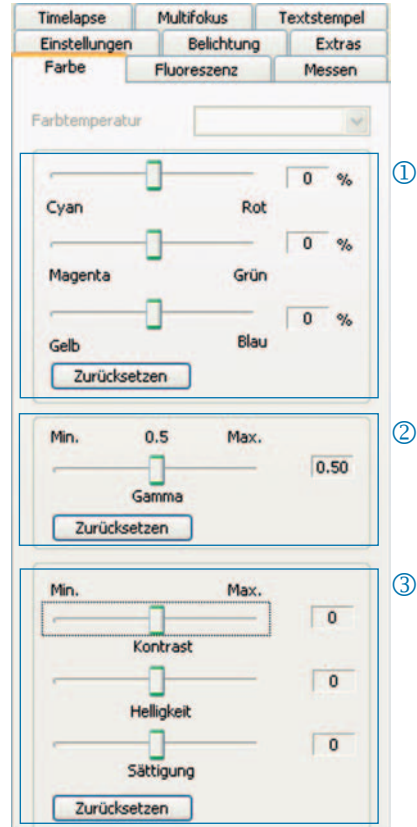 Timelapse Multifokus Textstempel
Einstellungen Belichtung Extras
Farbe Fluoreszenz Messen
Farbtemperatur
①
0 %
Cyan Rot
0 %
Magenta Grün
0 %
Gelb Blau
Zurücksetzen
②
Min. 0.5 Max.
0.50
Gamma
Zurücksetzen
③
Min. Max.
0
Kontrast
0
Helligkeit
0
Sättigung
Zurücksetzen